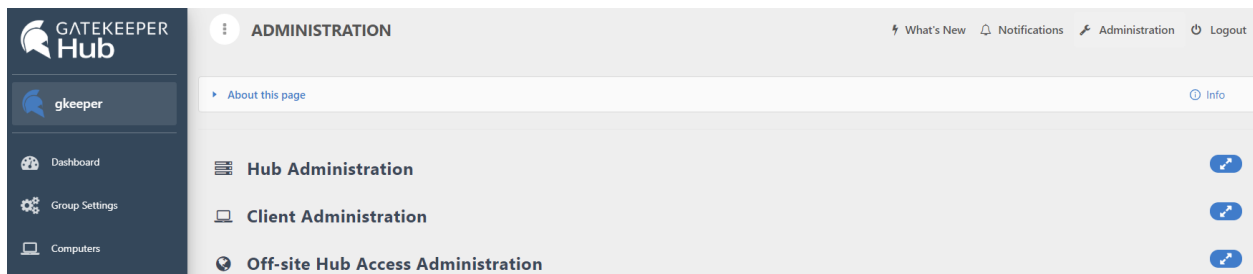 GATEKEEPER
Hub
gkeeper
Dashboard
Group Settings
Computers
ADMINISTRATION
What's New
Notifications
Administration
Logout
About this page
Info
Hub Administration
Client Administration
Off-site Hub Access Administration